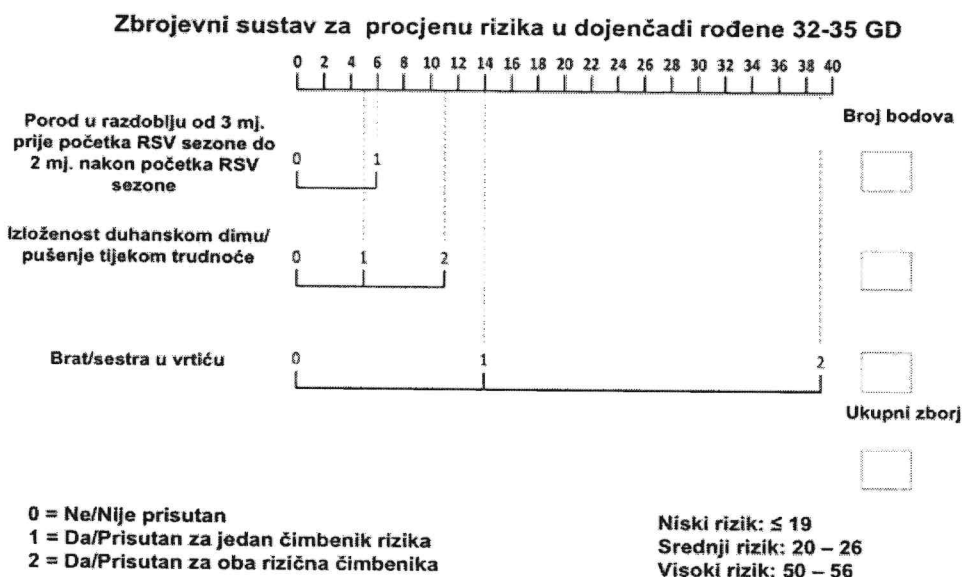 Zbrojevni sustav za procjenu rizika u dojenčadi rođene 32-35 GD
0 2 4 6 8 10 12 14 16 18 20 22 24 26 28 30 32 34 36 38 40
Broj bodova
Porod u razdoblju od 3 mj.
prije početka RSV sezone do
2 mj. nakon početka RSV
sezone
0 1
Izloženost duhanskom dimu/
pušenje tijekom trudnoće
0 1 2
Brat/sestra u vrtiću
0 1 2
Ukupni zborj
0 = Ne/Nije prisutan
1 = Da/Prisutan za jedan čimbenik rizika
2 = Da/Prisutan za oba rizična čimbenika
Niski rizik: ≤ 19
Srednji rizik: 20 – 26
Visoki rizik: 50 – 56